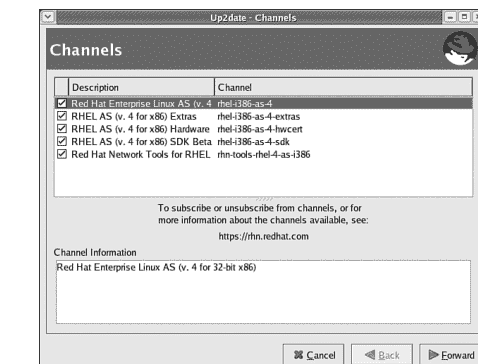 Up2date - Channels
Channels
Description Channel
Red Hat Enterprise Linux AS (v. 4 rhel-i386-as-4
RHEL AS (v. 4 for x86) Extras rhel-i386-as-4-extras
RHEL AS (v. 4 for x86) Hardware rhel-i386-as-4-hwcert
RHEL AS (v. 4 for x86) SDK Beta rhel-i386-as-4-sdk
Red Hat Network Tools for RHEL rhn-tools-rhel-4-as-i386
To subscribe or unsubscribe from channels, or for
more information about the channels available, see:
https://rhn.redhat.com
Channel Information
Red Hat Enterprise Linux AS (v. 4 for 32-bit x86)
Cancel Back Forward